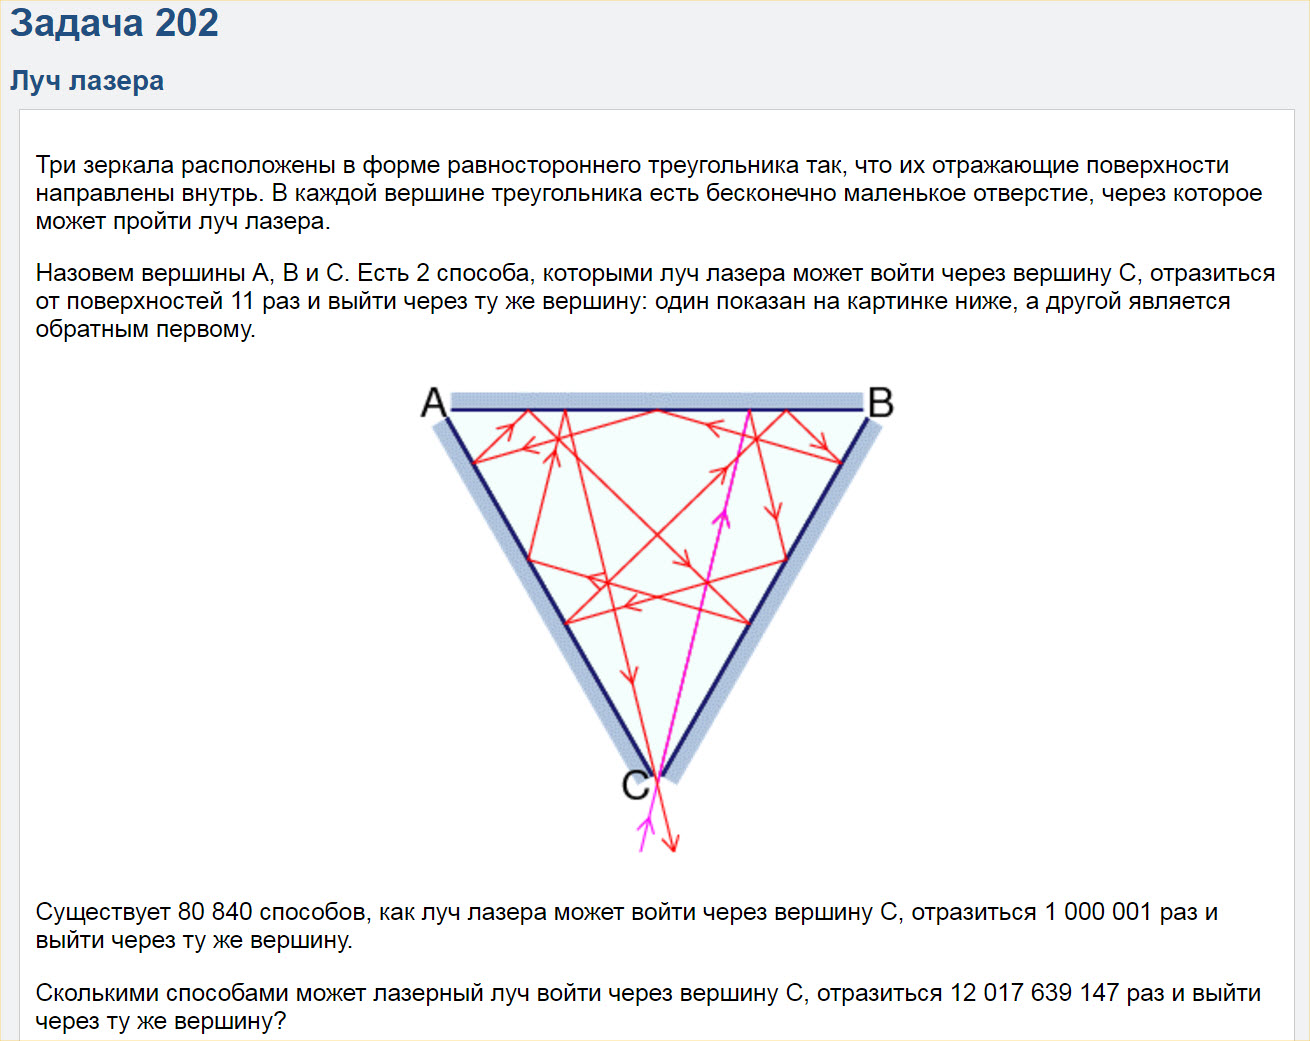 Задача 202
Луч лазера
Три зеркала расположены в форме равностороннего треугольника так, что их отражающие поверхности
направлены внутрь. В каждой вершине треугольника есть бесконечно маленькое отверстие, через которое
может пройти луч лазера.
Назовем вершины A, B и C. Есть 2 способа, которыми луч лазера может войти через вершину C, отразиться
от поверхностей 11 раз и выйти через ту же вершину: один показан на картинке ниже, а другой является
обратным первому.
A
B
C
Существует 80 840 способов, как луч лазера может войти через вершину C, отразиться 1 000 001 раз и
выйти через ту же вершину.
Сколькими способами может лазерный луч войти через вершину C, отразиться 12 017 639 147 раз и выйти
через ту же вершину?